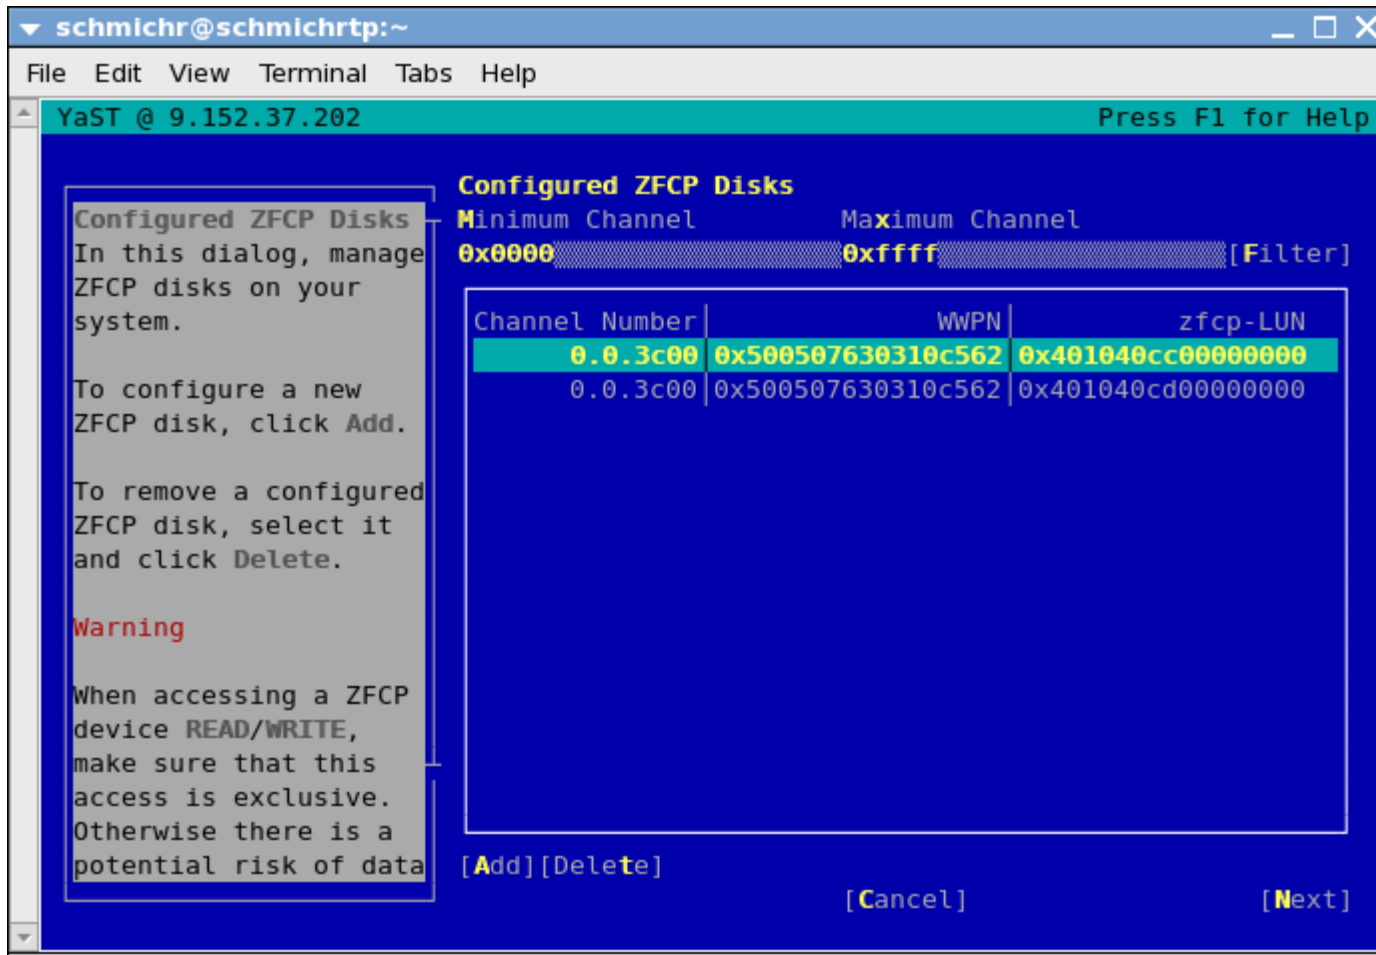 schmichr@schmichrtp:~
File Edit View Terminal Tabs Help
YaST @ 9.152.37.202 Press F1 for Help
Configured ZFCP Disks
In this dialog, manage
ZFCP disks on your
system.
To configure a new
ZFCP disk, click Add.
To remove a configured
ZFCP disk, select it
and click Delete.
Warning
When accessing a ZFCP
device READ/WRITE,
make sure that this
access is exclusive.
Otherwise there is a
potential risk of data
Configured ZFCP Disks
Minimum Channel Maximum Channel
0x0000 0xffff [Filter]
Channel Number| WWPN| zfcp-LUN
0.0.3c00|0x500507630310c562|0x401040cc00000000
0.0.3c00|0x500507630310c562|0x401040cd00000000
[Add][Delete]
[Cancel] [Next]